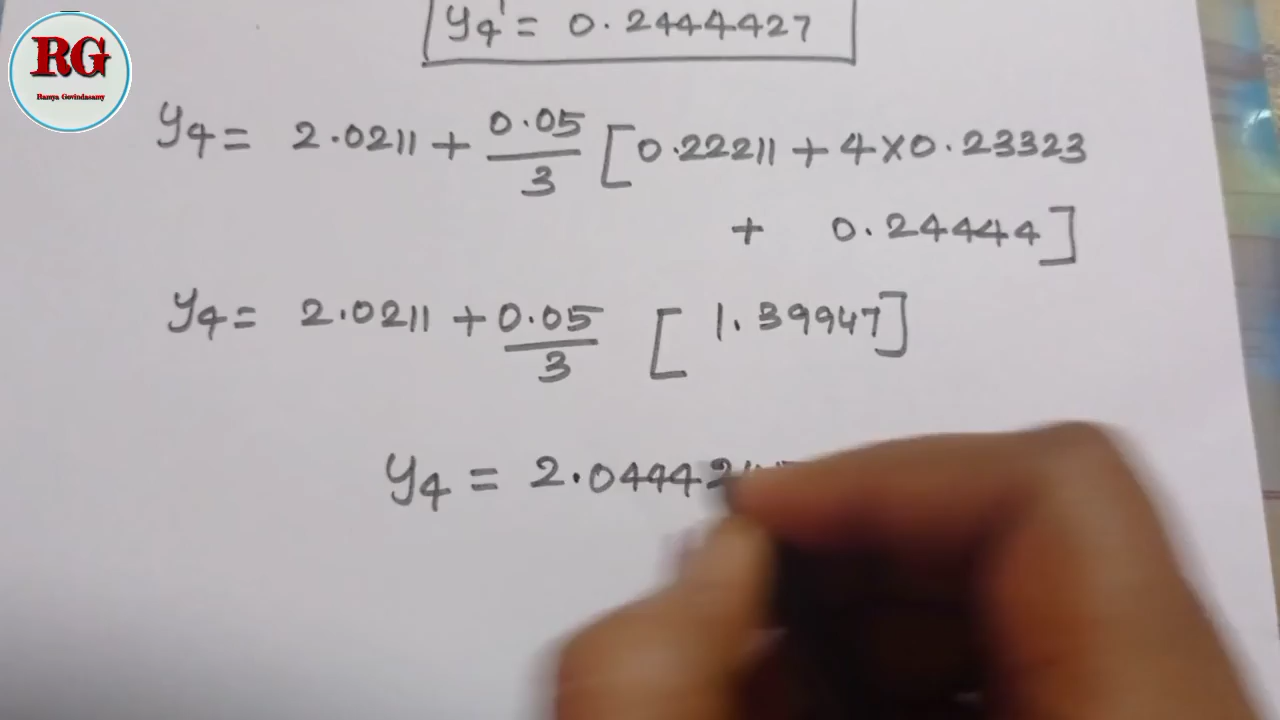 RG
Ramya Govindasamy
y₄' = 0.2444427
y₄ = 2.0211 + 0.05/3 [0.22211 + 4×0.23323
+ 0.24444]
y₄ = 2.0211 + 0.05/3 [1.39947]
y₄ = 2.04442